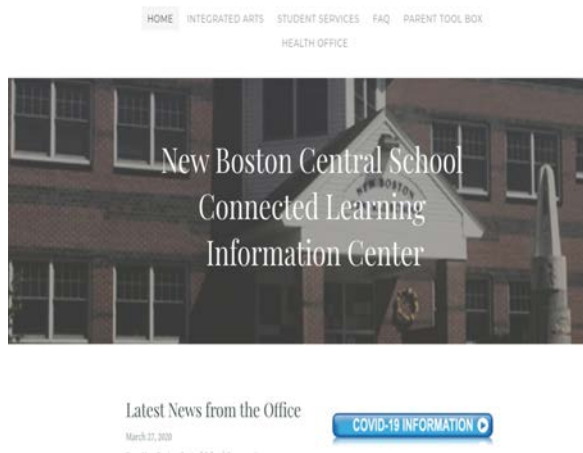 HOME INTEGRATED ARTS STUDENT SERVICES FAQ PARENT TOOL BOX
HEALTH OFFICE
New Boston Central School
NEW BOSTON
Connected Learning
Information Center
Latest News from the Office
March 27, 2020
COVID-19 INFORMATION